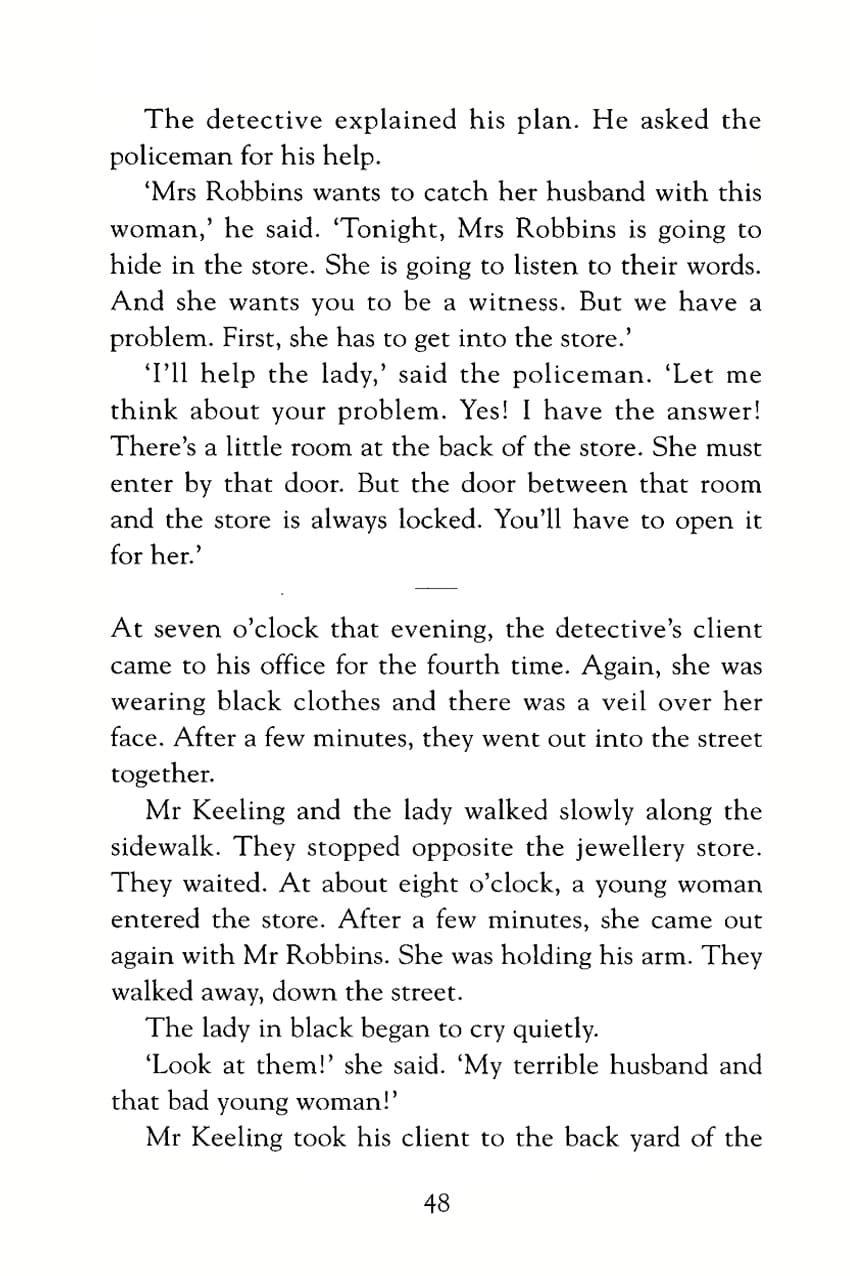 The detective explained his plan. He asked the
policeman for his help.
‘Mrs Robbins wants to catch her husband with this
woman,’ he said. ‘Tonight, Mrs Robbins is going to
hide in the store. She is going to listen to their words.
And she wants you to be a witness. But we have a
problem. First, she has to get into the store.’
‘I’ll help the lady,’ said the policeman. ‘Let me
think about your problem. Yes! I have the answer!
There’s a little room at the back of the store. She must
enter by that door. But the door between that room
and the store is always locked. You’ll have to open it
for her.’
At seven o’clock that evening, the detective’s client
came to his office for the fourth time. Again, she was
wearing black clothes and there was a veil over her
face. After a few minutes, they went out into the street
together.
Mr Keeling and the lady walked slowly along the
sidewalk. They stopped opposite the jewellery store.
They waited. At about eight o’clock, a young woman
entered the store. After a few minutes, she came out
again with Mr Robbins. She was holding his arm. They
walked away, down the street.
The lady in black began to cry quietly.
‘Look at them!’ she said. ‘My terrible husband and
that bad young woman!’
Mr Keeling took his client to the back yard of the
48